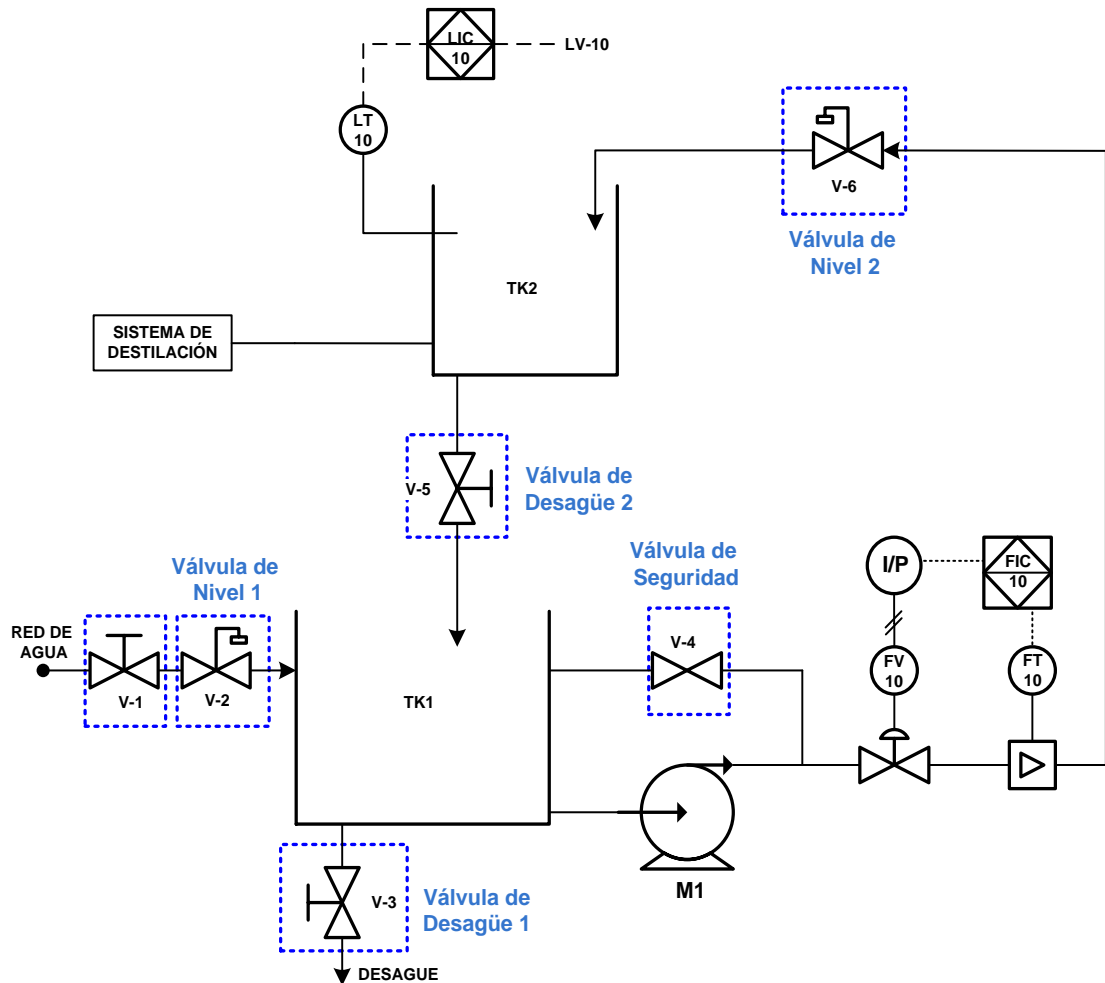 LIC
10
LV-10
LT
10
V-6
Válvula de
Nivel 2
TK2
SISTEMA DE
DESTILACIÓN
V-5
Válvula de
Desagüe 2
Válvula de
Nivel 1
Válvula de
Seguridad
I/P
FIC
10
RED DE
AGUA
V-1
V-2
V-4
FV
10
FT
10
TK1
M1
V-3
Válvula de
Desagüe 1
DESAGUE